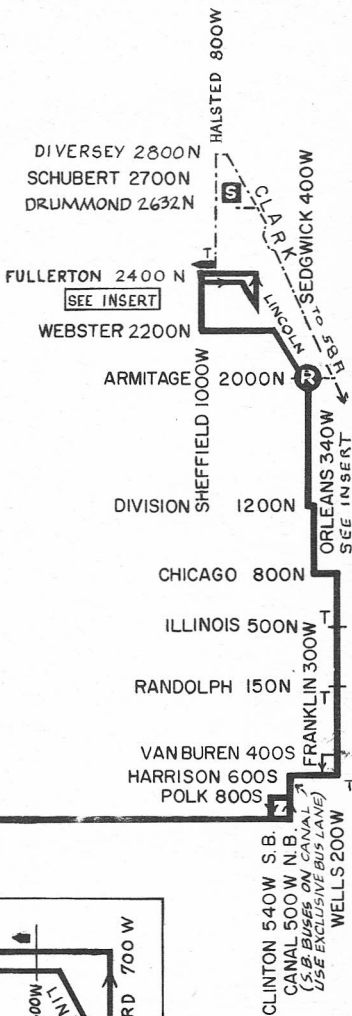 HALSTED 800W
DIVERSEY 2800N
SCHUBERT 2700N
DRUMMOND 2632N
S
CLARK
SEDGWICK 400W
TO 58A
T
FULLERTON 2400 N
SEE INSERT
LINCOLN
WEBSTER 2200N
ARMITAGE 2000N
R
SHEFFIELD 1000W
ORLEANS 340W
SEE INSERT
DIVISION 1200N
CHICAGO 800N
T
ILLINOIS 500N
FRANKLIN 300W
RANDOLPH 150N
T
VAN BUREN 400S
HARRISON 600S
T
POLK 800S
CLINTON 540W S.B.
CANAL 500W N.B.
(S.B. BUSES ON CANAL
USE EXCLUSIVE BUS LANE)
WELLS 200W
700 W
RD
LIN